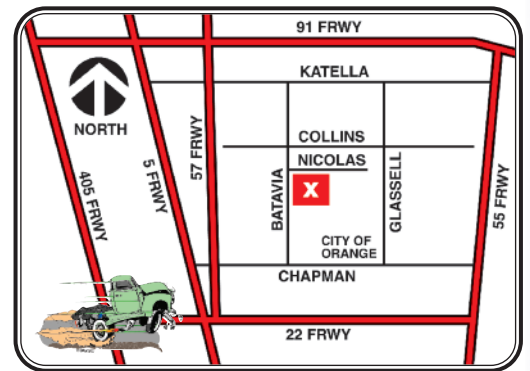 91 FRWY
KATELLA
NORTH
57 FRWY
5 FRWY
405 FRWY
COLLINS
NICOLAS
X
BATAVIA
GLASSELL
55 FRWY
CITY OF
ORANGE
CHAPMAN
22 FRWY